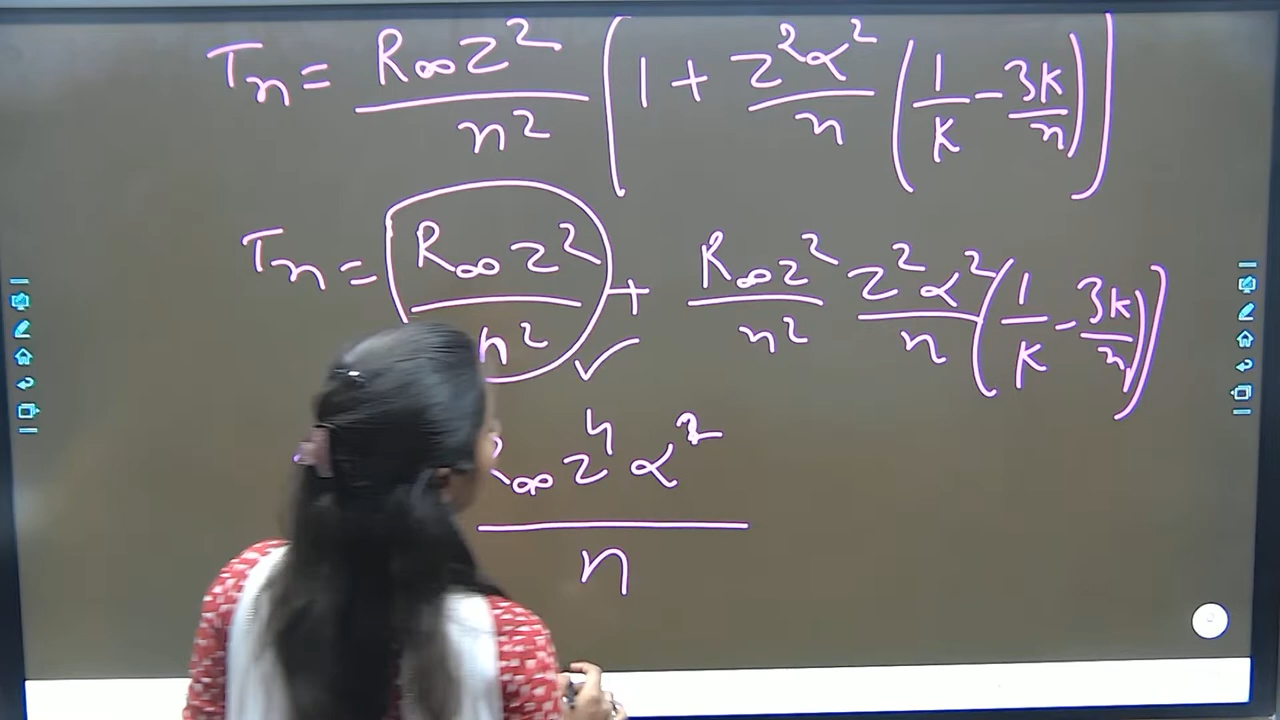 Tn = R∞z²/n² [1 + z²α²/n (1/K - 3K/n)]
Tn = R∞z²/n² + R∞z²/n² z²α²/n (1/K - 3K/n)
R∞z⁴α²/n